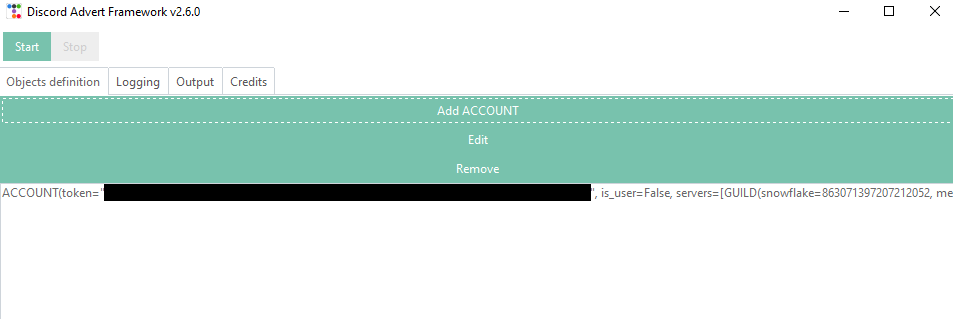 Discord Advert Framework v2.6.0
Start Stop
Objects definition Logging Output Credits
Add ACCOUNT
Edit
Remove
ACCOUNT(token=" ", is_user=False, servers=[GUILD(snowflake=863071397207212052, me